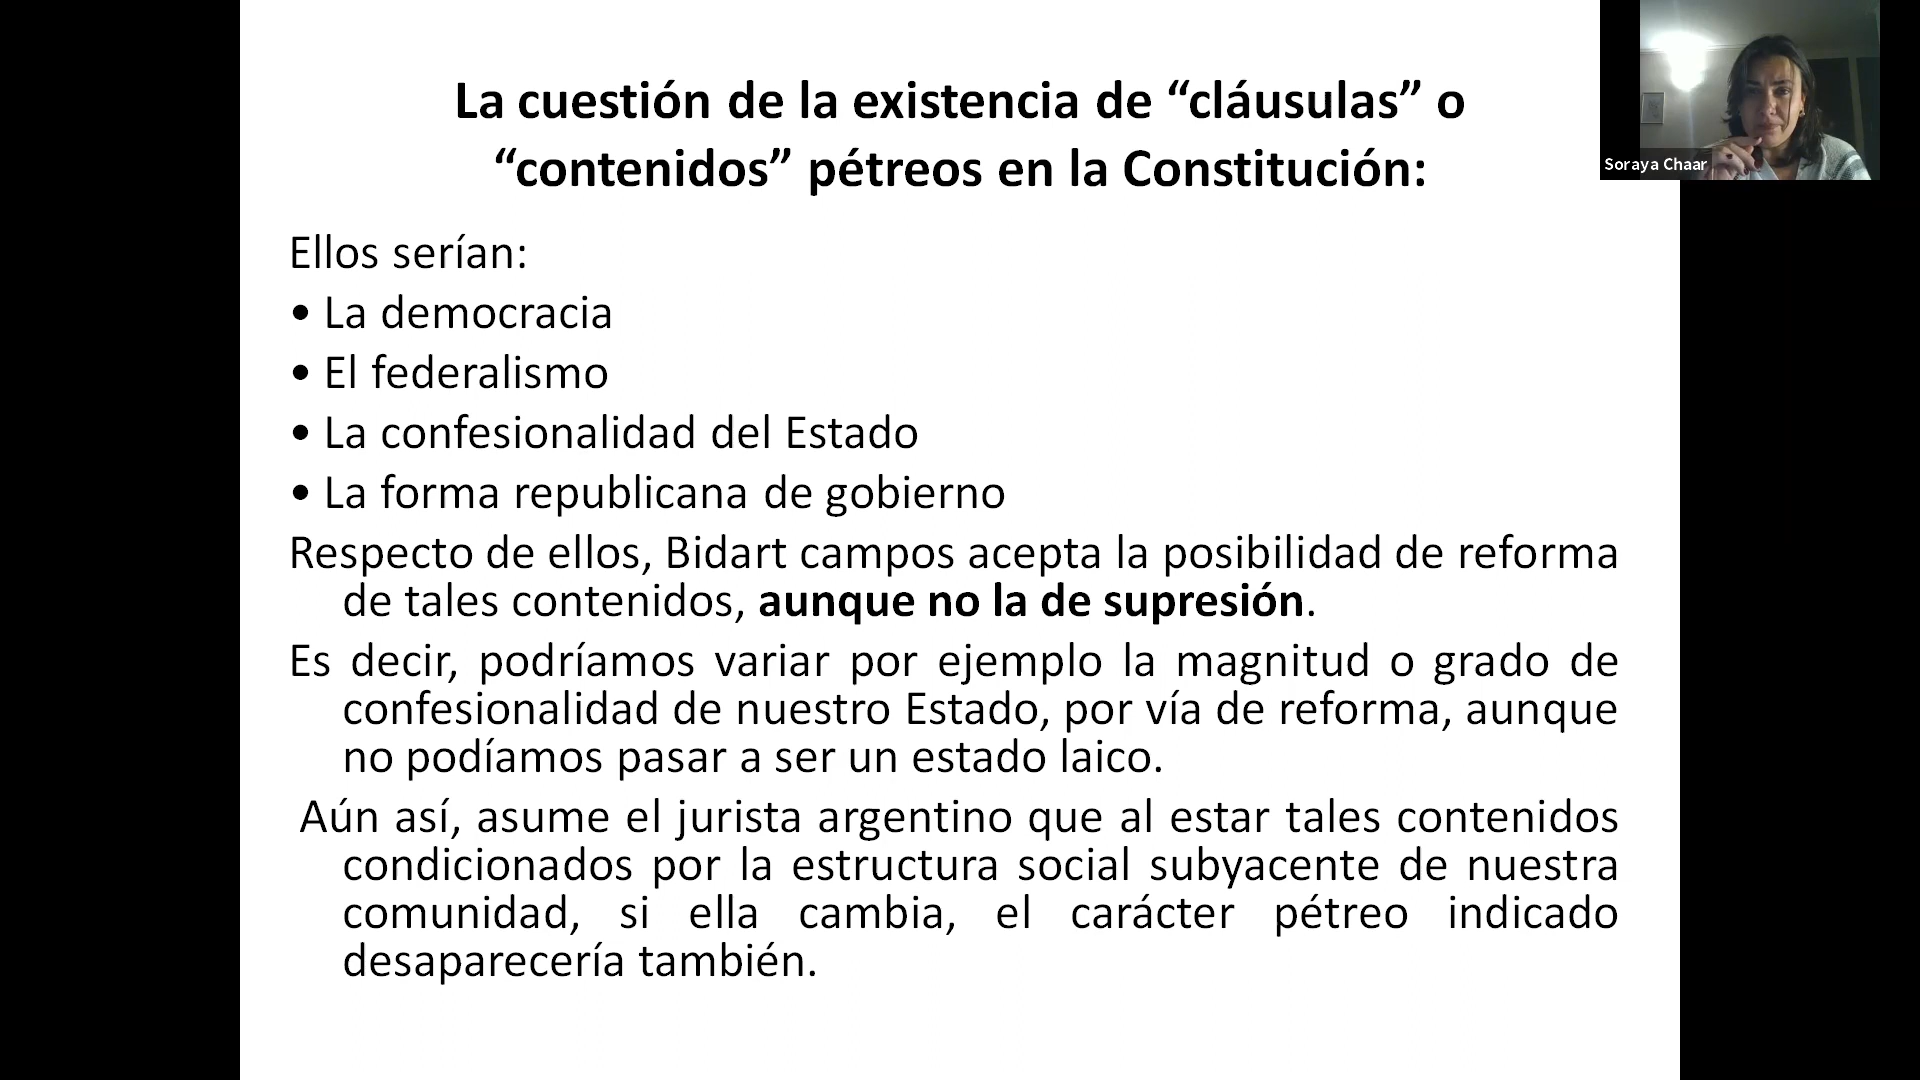 La cuestión de la existencia de “cláusulas” o
“contenidos” pétreos en la Constitución:
Soraya Chaar
Ellos serían:
• La democracia
• El federalismo
• La confesionalidad del Estado
• La forma republicana de gobierno
Respecto de ellos, Bidart campos acepta la posibilidad de reforma
de tales contenidos, aunque no la de supresión.
Es decir, podríamos variar por ejemplo la magnitud o grado de
confesionalidad de nuestro Estado, por vía de reforma, aunque
no podíamos pasar a ser un estado laico.
Aún así, asume el jurista argentino que al estar tales contenidos
condicionados por la estructura social subyacente de nuestra
comunidad, si ella cambia, el carácter pétreo indicado
desaparecería también.